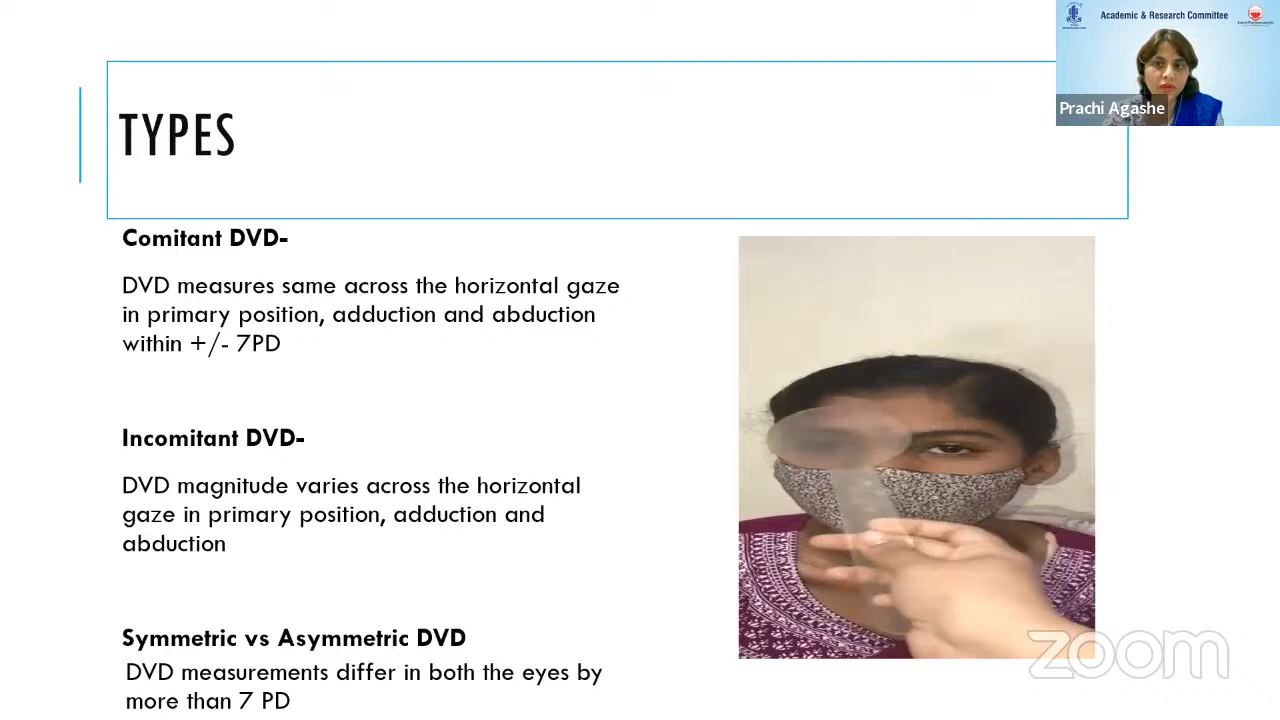 Academic & Research Committee
Prachi Agashe
TYPES
Comitant DVD-
DVD measures same across the horizontal gaze
in primary position, adduction and abduction
within +/- 7PD
Incomitant DVD-
DVD magnitude varies across the horizontal
gaze in primary position, adduction and
abduction
Symmetric vs Asymmetric DVD
DVD measurements differ in both the eyes by
more than 7 PD
zoom